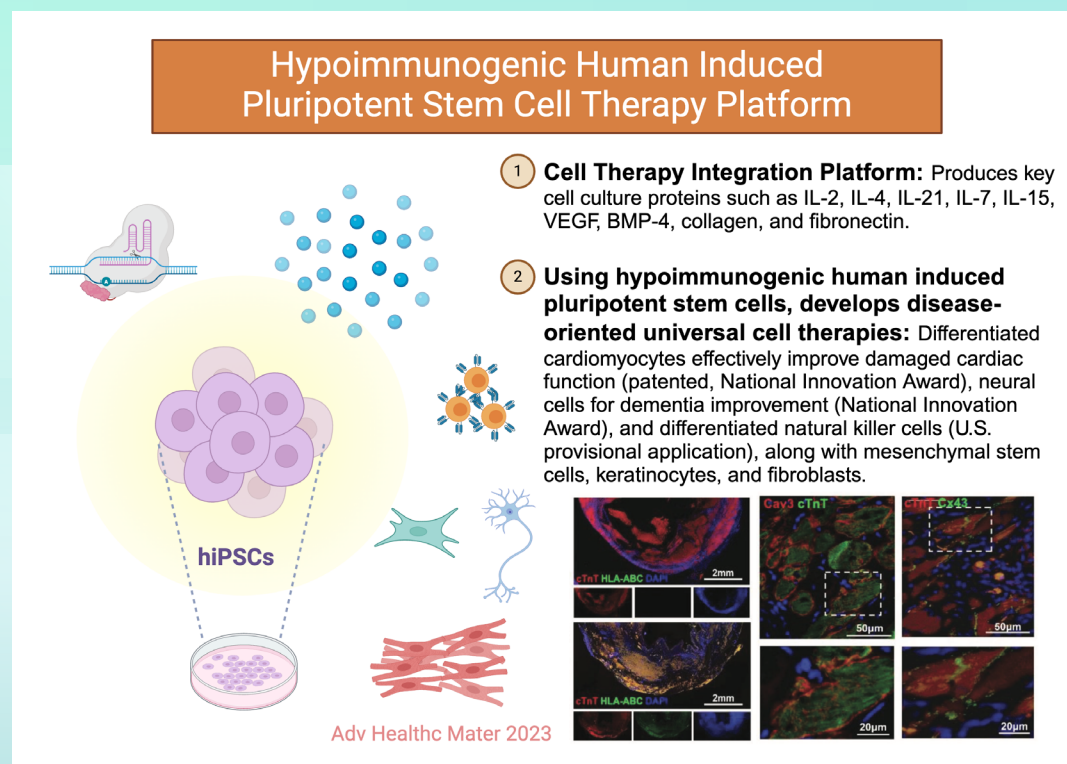 Hypoimmunogenic Human Induced
Pluripotent Stem Cell Therapy Platform
1
Cell Therapy Integration Platform: Produces key
cell culture proteins such as IL-2, IL-4, IL-21, IL-7, IL-15,
VEGF, BMP-4, collagen, and fibronectin.
2
Using hypoimmunogenic human induced
pluripotent stem cells, develops disease-
oriented universal cell therapies: Differentiated
cardiomyocytes effectively improve damaged cardiac
function (patented, National Innovation Award), neural
cells for dementia improvement (National Innovation
Award), and differentiated natural killer cells (U.S.
provisional application), along with mesenchymal stem
cells, keratinocytes, and fibroblasts.
hiPSCs
cTnT HLA-ABC DAPI
2mm
cTnT HLA-ABC DAPI
2mm
Cav3 cTnT
50μm
20μm
cTnT Cx43
50μm
20μm
Adv Healthc Mater 2023